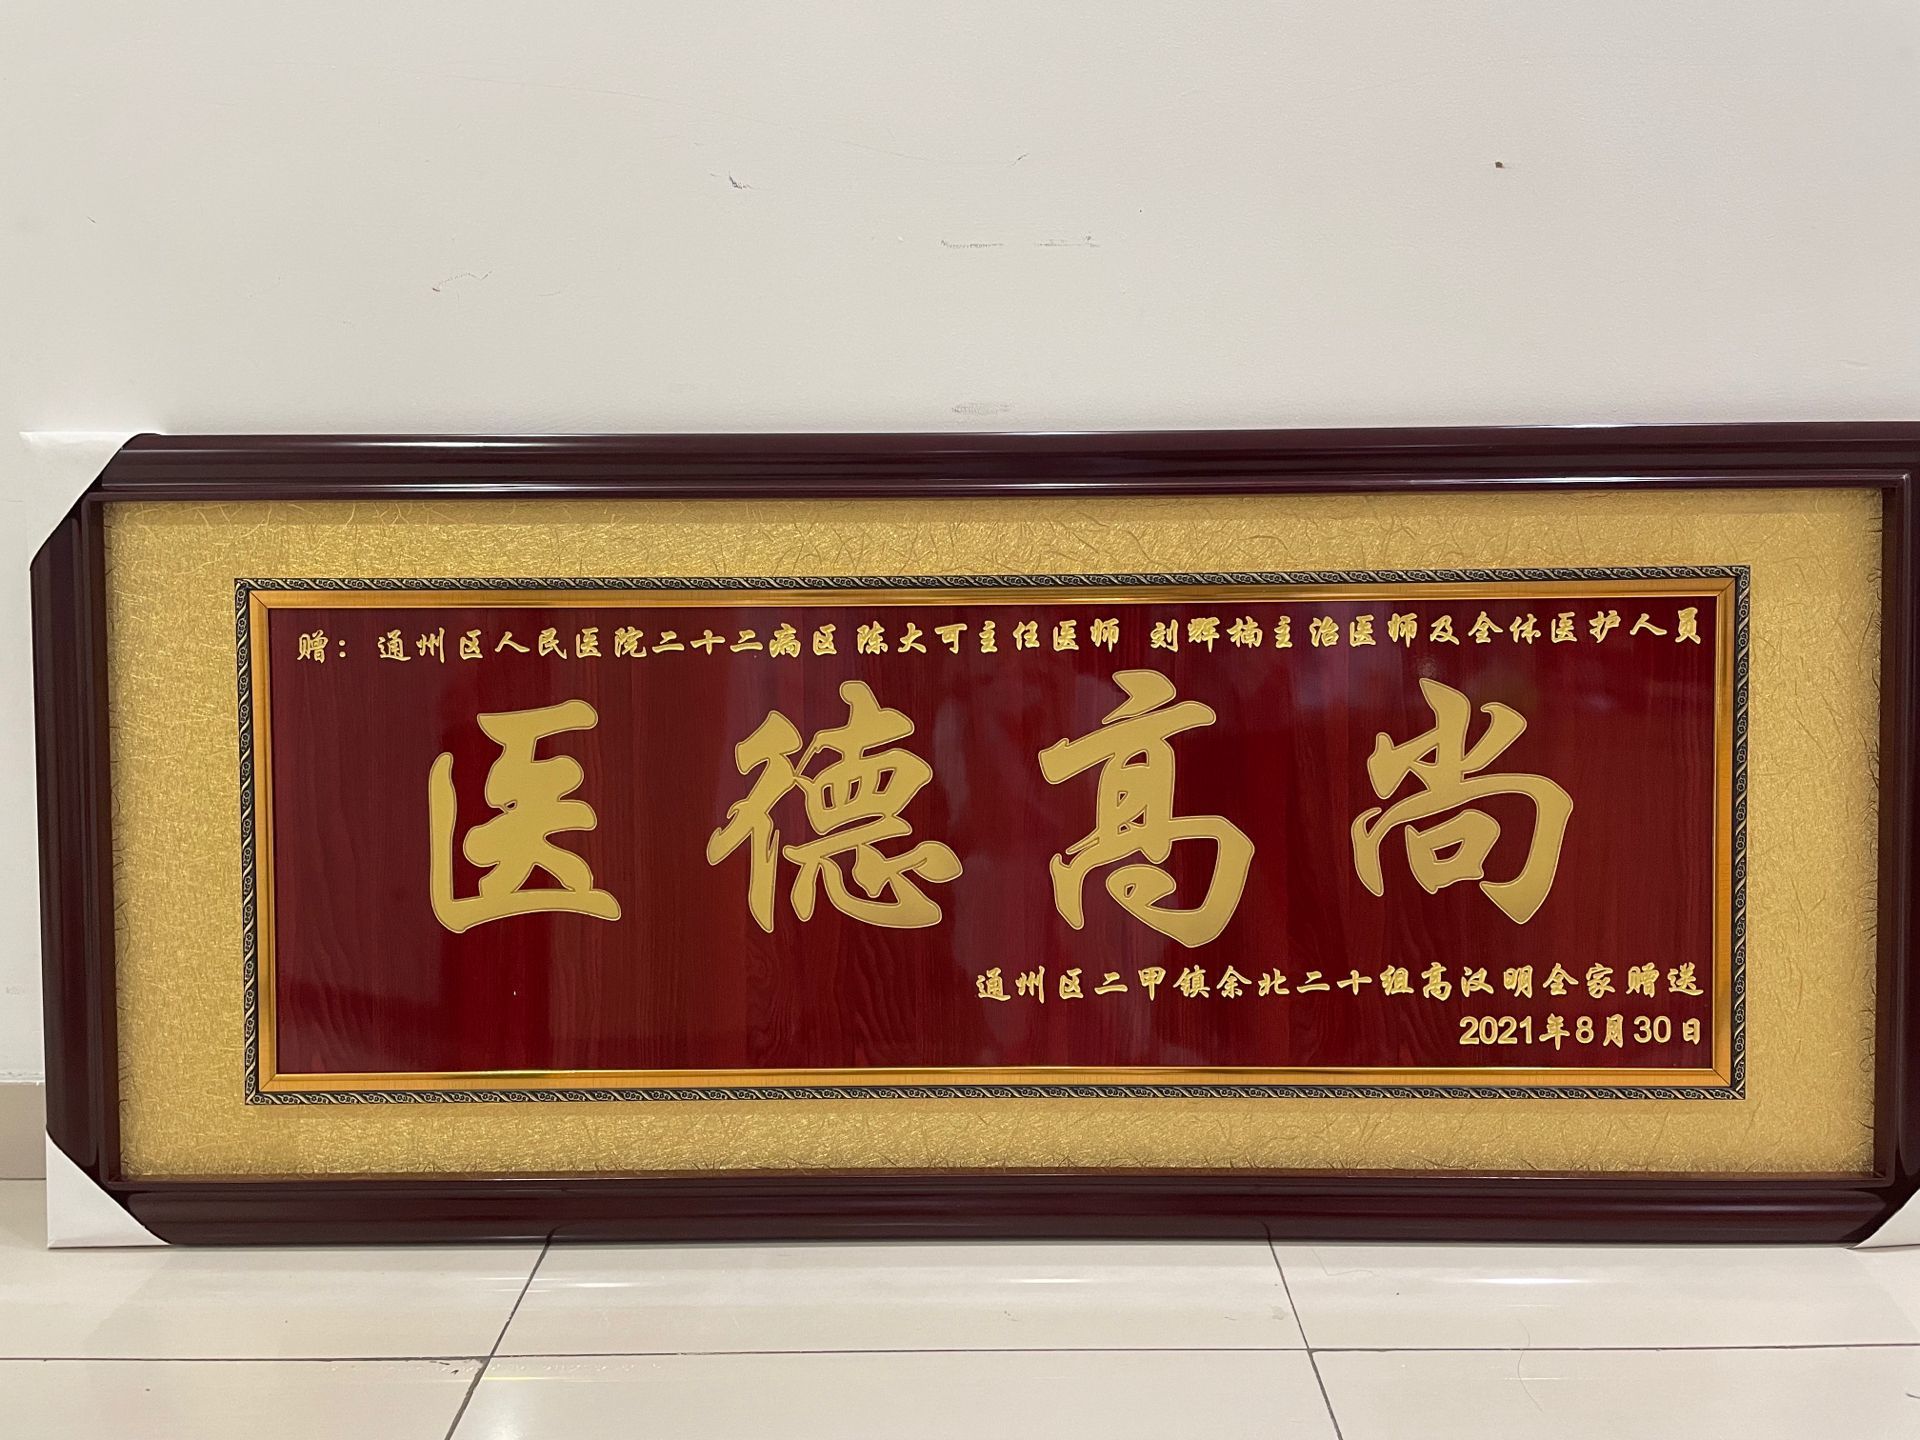 赠：通州区人民医院二十二病区陈大可主任医师 刘辉楠主治医师及全体医护人员
医德高尚
通州区二甲镇余北二十组高汉明全家赠送
2021年8月30日